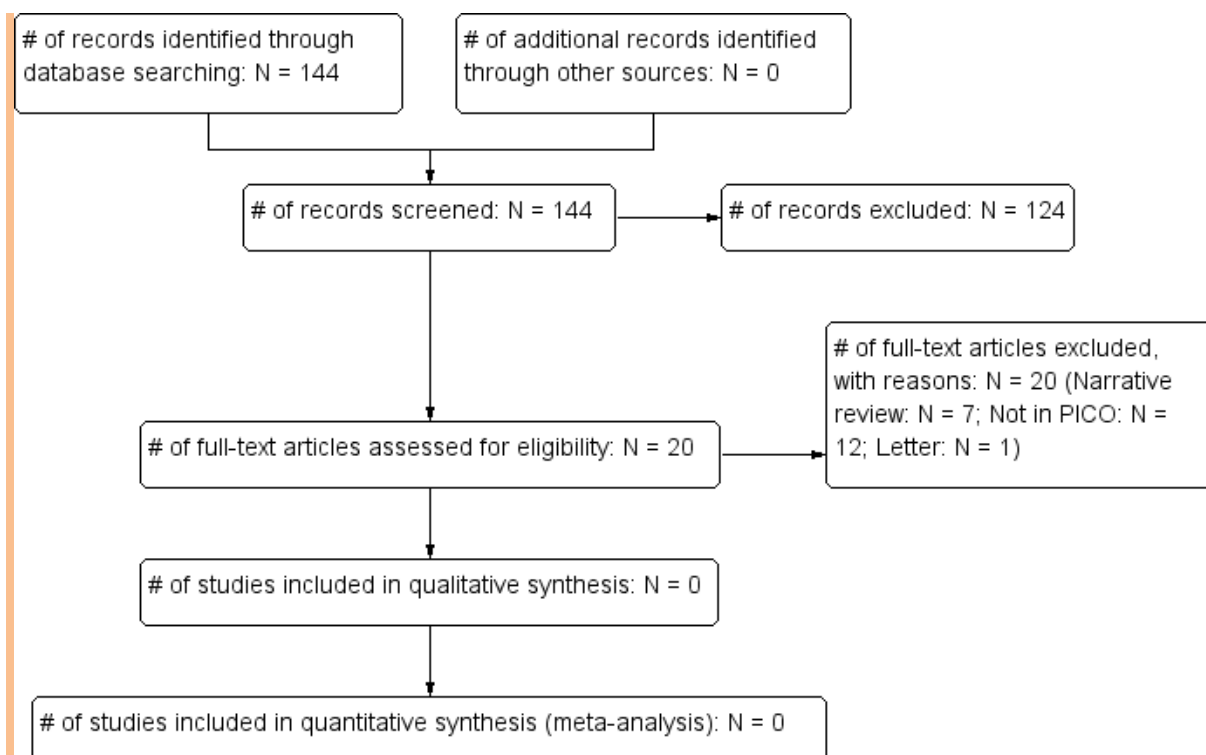 # of records identified through
database searching: N = 144
# of additional records identified
through other sources: N = 0
# of records screened: N = 144
# of records excluded: N = 124
# of full-text articles excluded,
with reasons: N = 20 (Narrative
review: N = 7; Not in PICO: N =
12; Letter: N = 1)
# of full-text articles assessed for eligibility: N = 20
# of studies included in qualitative synthesis: N = 0
# of studies included in quantitative synthesis (meta-analysis): N = 0